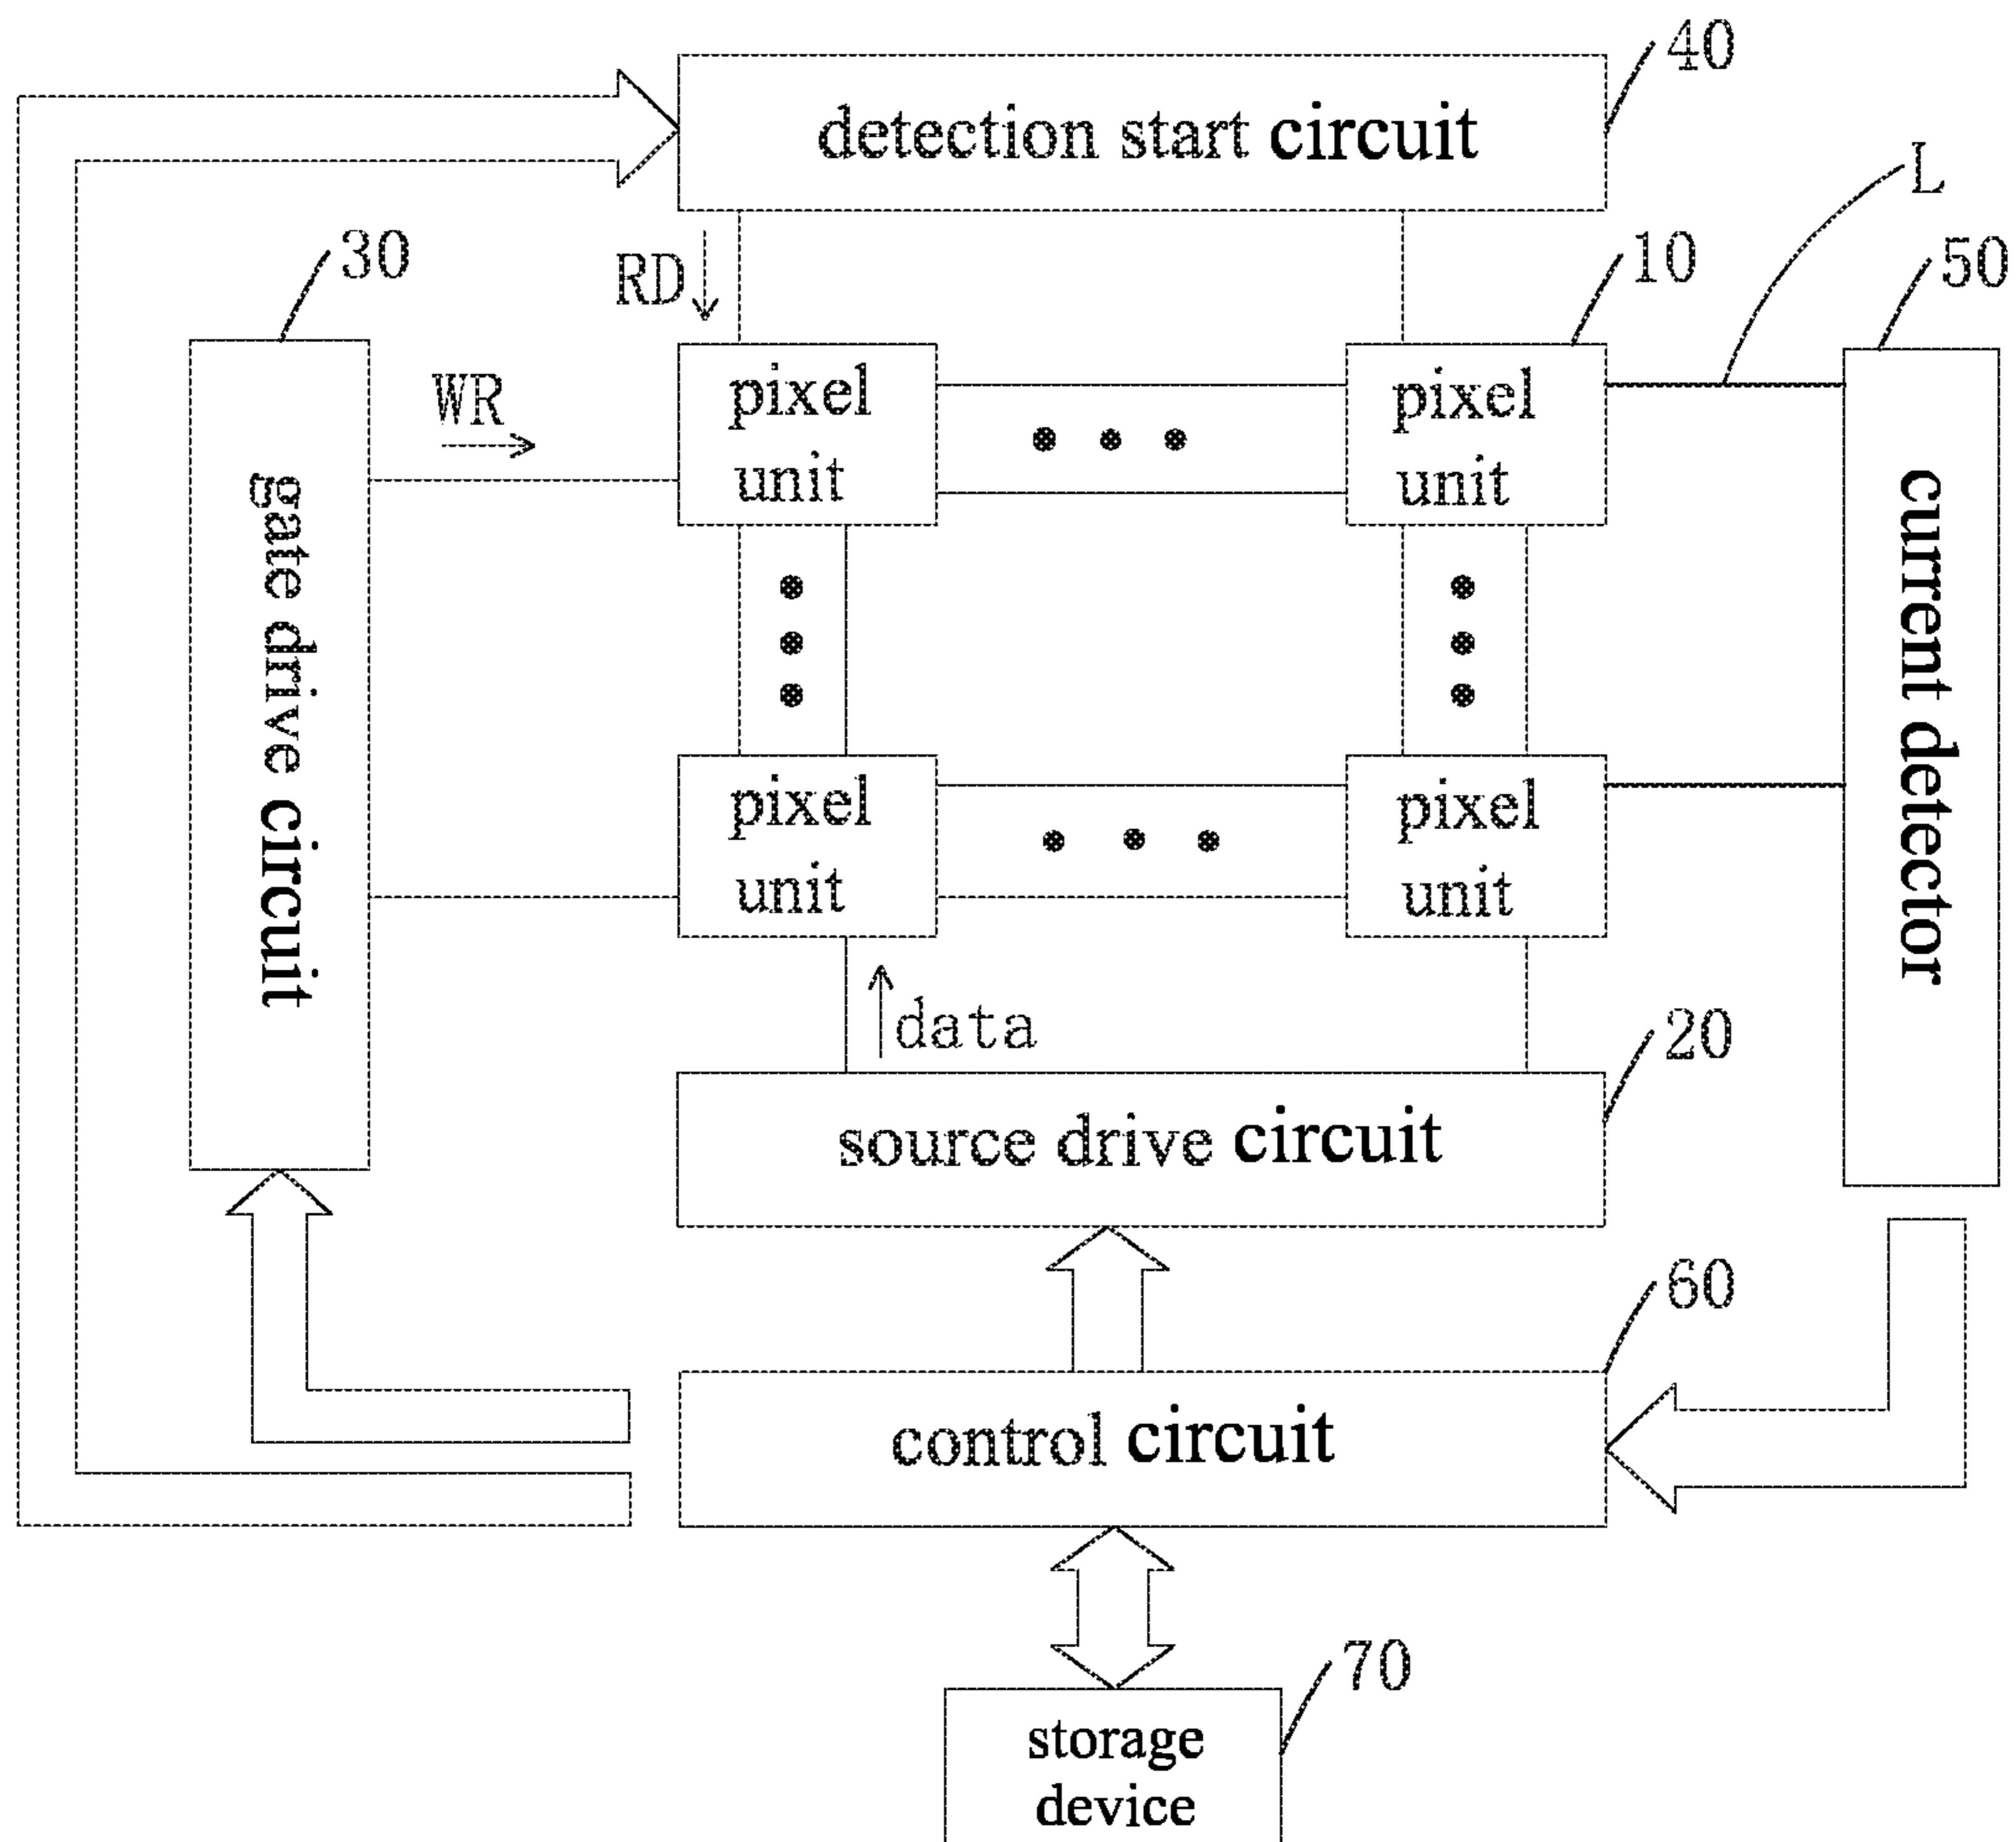 40
detection start circuit
L
30
RD
10
50
WR
pixel
unit
pixel
unit
gate drive circuit
current detector
pixel
unit
pixel
unit
data
20
source drive circuit
60
control circuit
70
storage
device